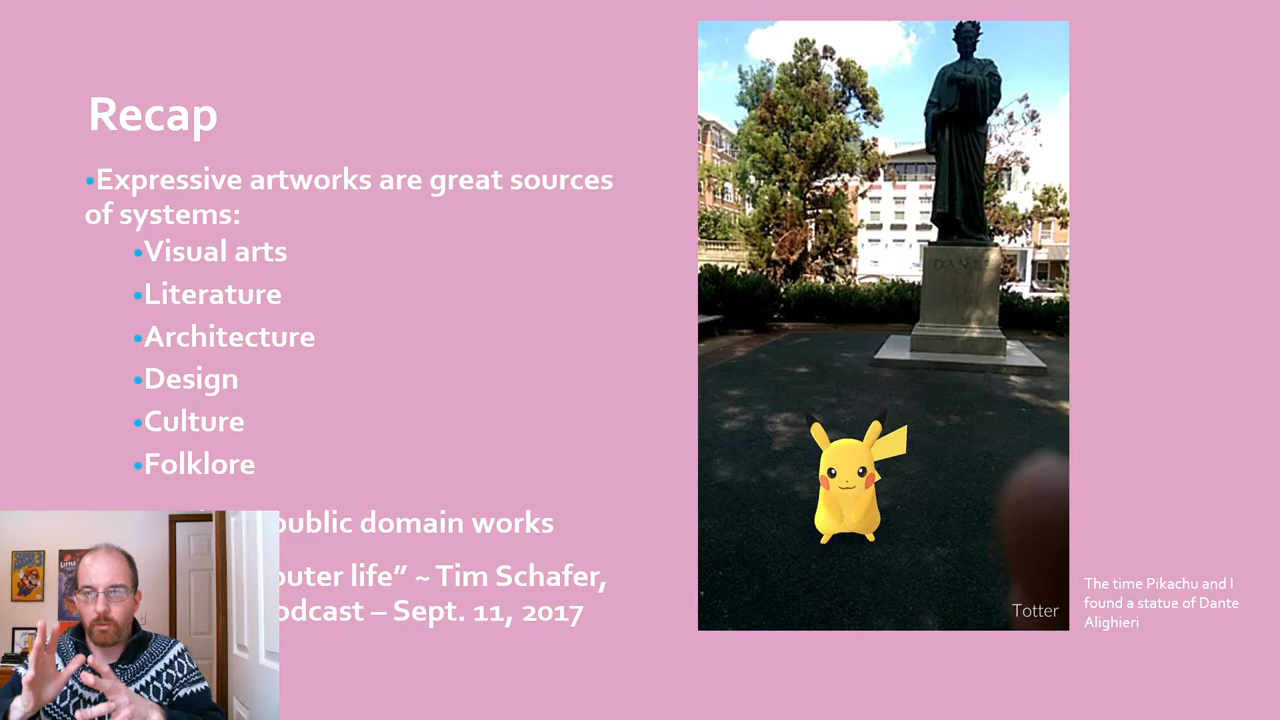 Recap
•Expressive artworks are great sources
of systems:
•Visual arts
•Literature
•Architecture
•Design
•Culture
•Folklore
public domain works
outer life” ~ Tim Schafer,
odcast – Sept. 11, 2017
DANTE
Totter
The time Pikachu and I
found a statue of Dante
Alighieri